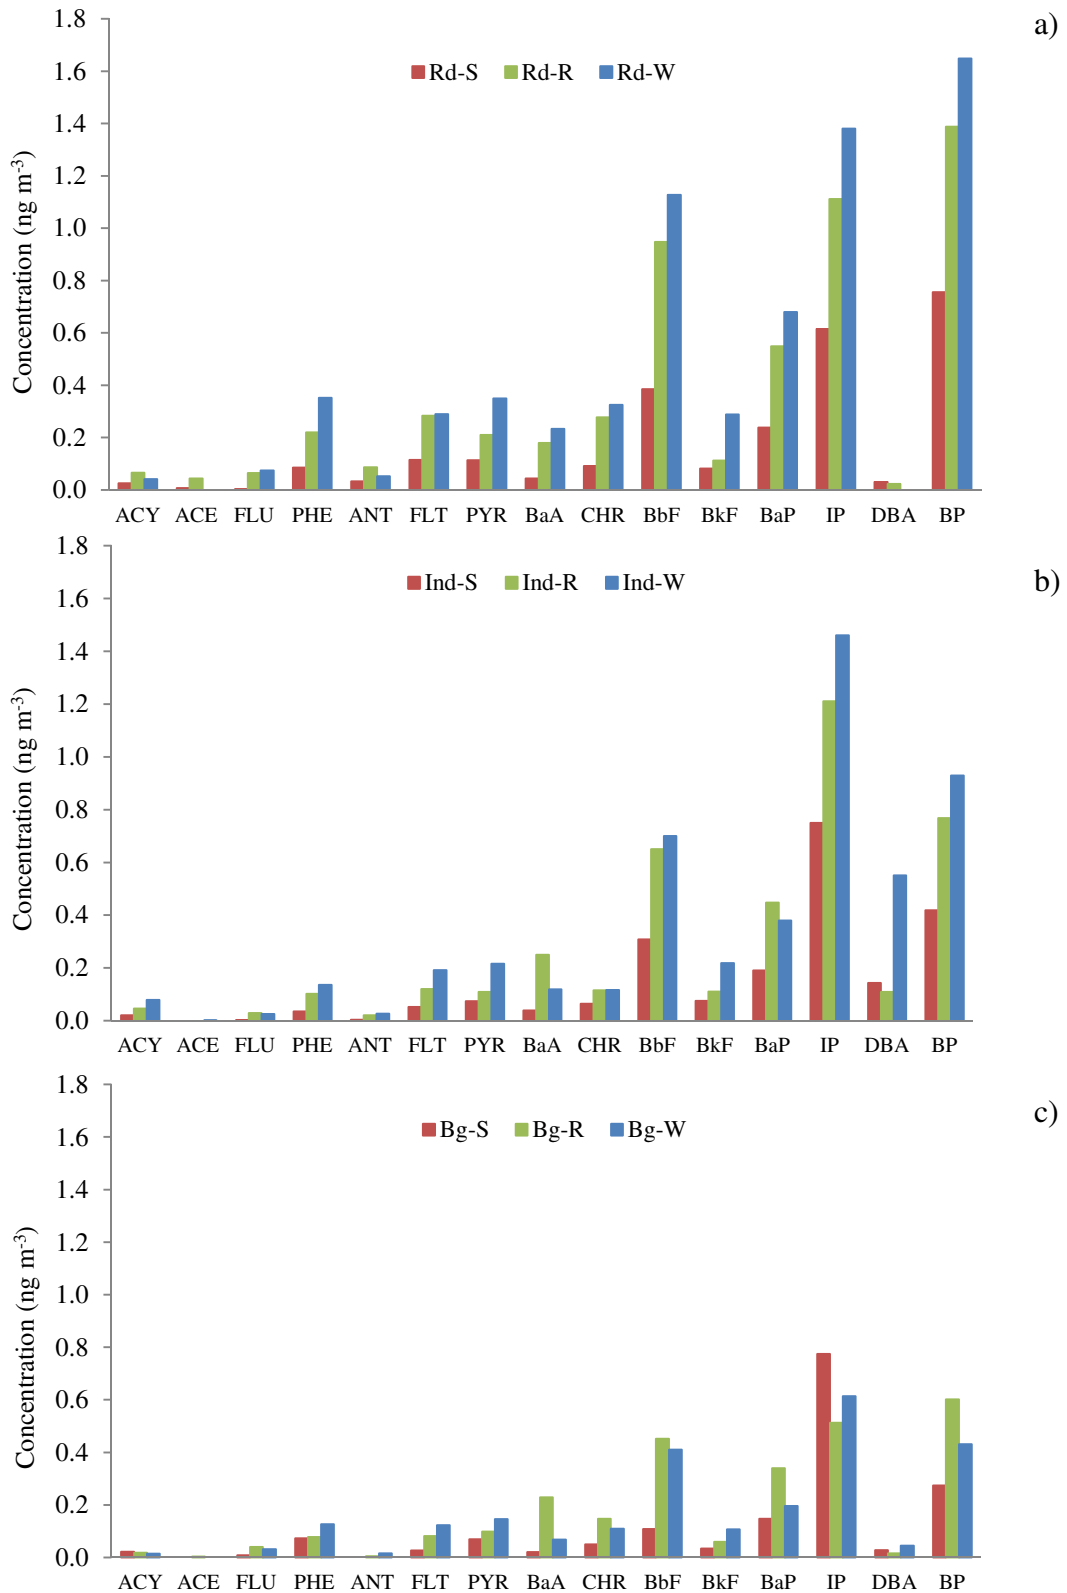 a)
Rd-S Rd-R Rd-W
Concentration (ng m-3)
1.8
1.6
1.4
1.2
1.0
0.8
0.6
0.4
0.2
0.0
ACY ACE FLU PHE ANT FLT PYR BaA CHR BbF BkF BaP IP DBA BP
b)
Ind-S Ind-R Ind-W
Concentration (ng m-3)
1.8
1.6
1.4
1.2
1.0
0.8
0.6
0.4
0.2
0.0
ACY ACE FLU PHE ANT FLT PYR BaA CHR BbF BkF BaP IP DBA BP
c)
Bg-S Bg-R Bg-W
Concentration (ng m-3)
1.8
1.6
1.4
1.2
1.0
0.8
0.6
0.4
0.2
0.0
ACY ACE FLU PHE ANT FLT PYR BaA CHR BbF BkF BaP IP DBA BP